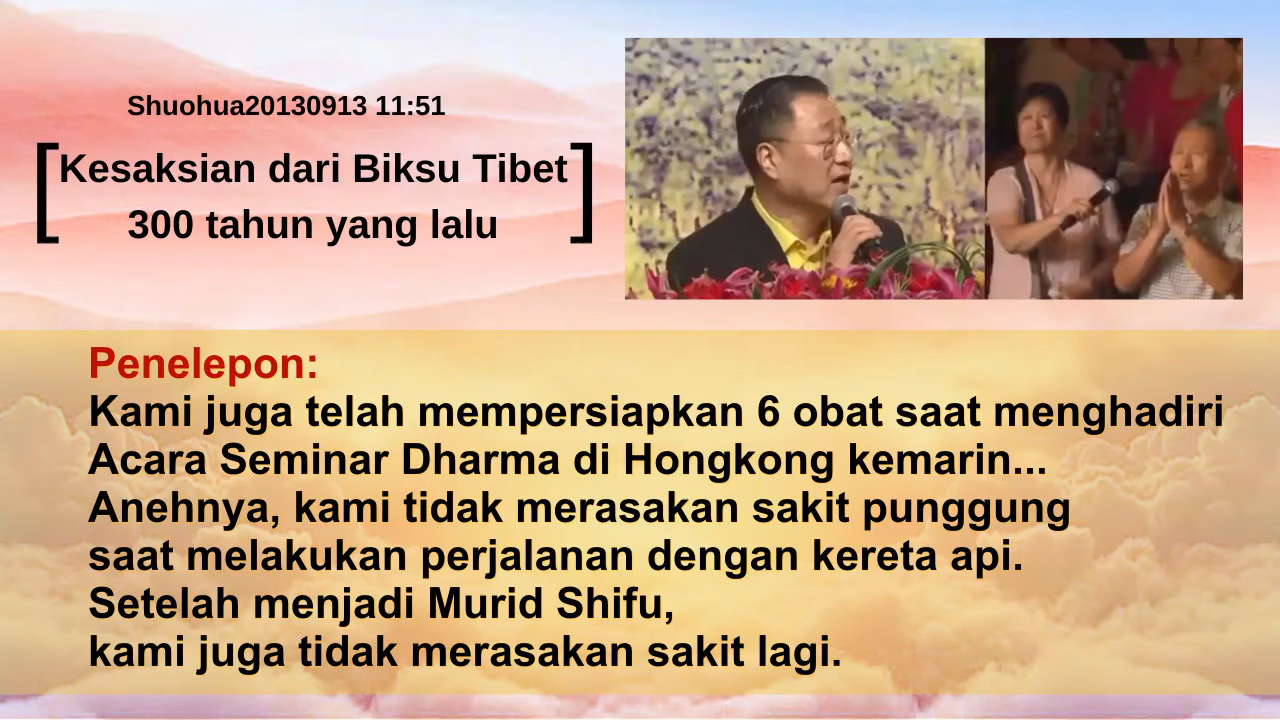 Shuohua20130913 11:51
[Kesaksian dari Biksu Tibet
300 tahun yang lalu]
Penelepon:
Kami juga telah mempersiapkan 6 obat saat menghadiri
Acara Seminar Dharma di Hongkong kemarin...
Anehnya, kami tidak merasakan sakit punggung
saat melakukan perjalanan dengan kereta api.
Setelah menjadi Murid Shifu,
kami juga tidak merasakan sakit lagi.